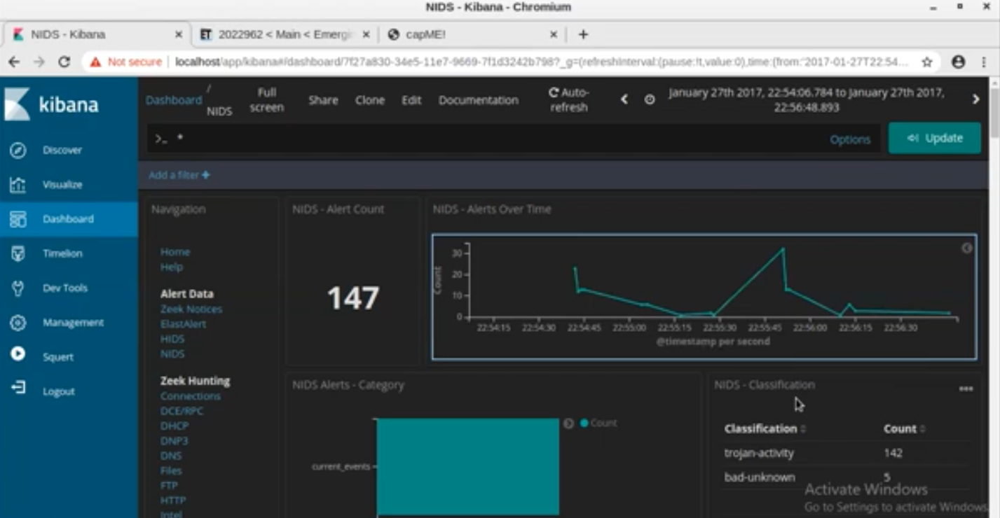 NIDS - Kibana - Chromium
NIDS - Kibana
2022962 < Main < Emergi
capME!
Not secure
localhost/app/kibana#/dashboard/7f27a830-34e5-11e7-9669-7f1d3242b798?_g=(refreshInterval:(pause:!t,value:0),time:(from:'2017-01-27T22:54...
kibana
Dashboard / NIDS
Full screen
Share
Clone
Edit
Documentation
Auto-refresh
January 27th 2017, 22:54:06.784 to January 27th 2017, 22:56:48.893
>_ *
Options
Update
Add a filter +
Discover
Visualize
Dashboard
Timelion
Dev Tools
Management
Squert
Logout
Navigation
Home
Help
Alert Data
Zeek Notices
ElastAlert
HIDS
NIDS
Zeek Hunting
Connections
DCE/RPC
DHCP
DNP3
DNS
Files
FTP
HTTP
Intel
NIDS - Alert Count
147
NIDS - Alerts Over Time
Count
30
20
10
0
22:54:15 22:54:30 22:54:45 22:55:00 22:55:15 22:55:30 22:55:45 22:56:00 22:56:15 22:56:30
@timestamp per second
NIDS Alerts - Category
Count
current_events
NIDS - Classification
Classification Count
trojan-activity 142
bad-unknown 5
Activate Windows
Go to Settings to activate Windows.